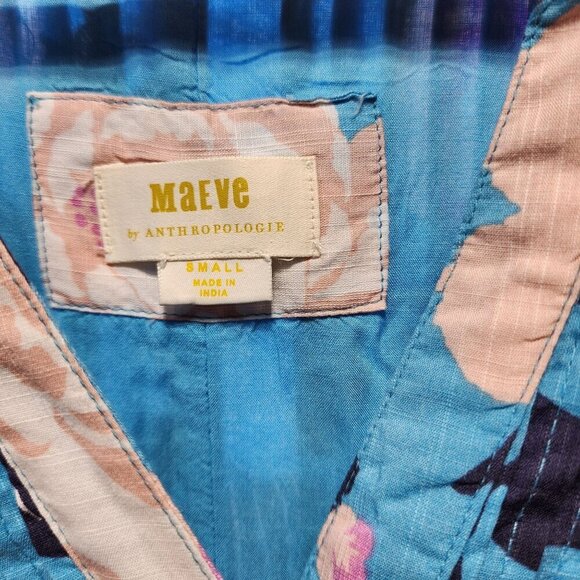 MaEVe
by ANTHROPOLOGIE
SMALL
MADE IN
INDIA